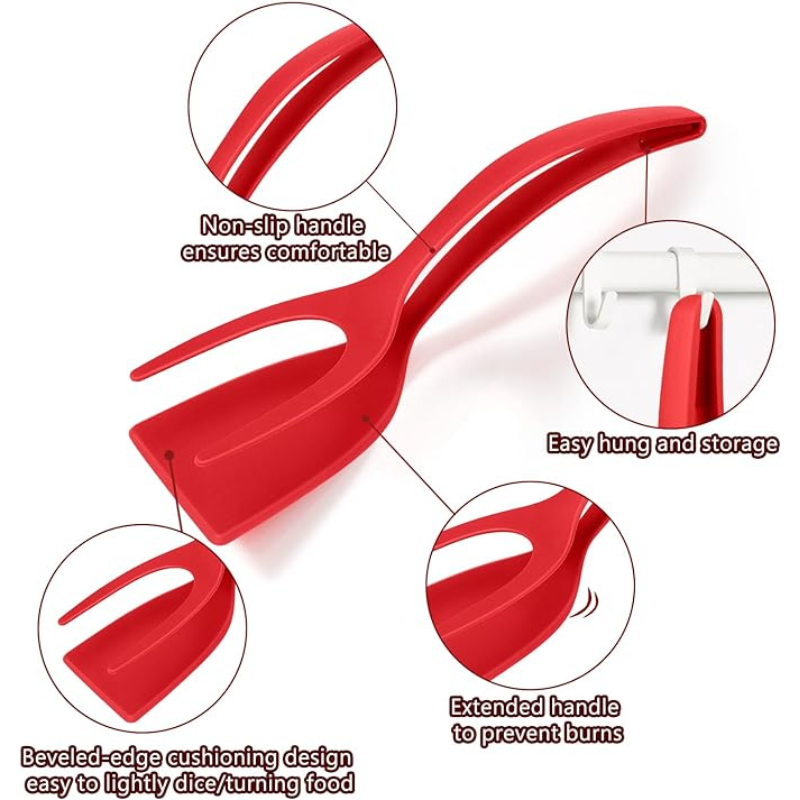 Non-slip handle
ensures comfortable
Easy hung and storage
Extended handle
to prevent burns
Beveled-edge cushioning design
easy to lightly dice/turning food